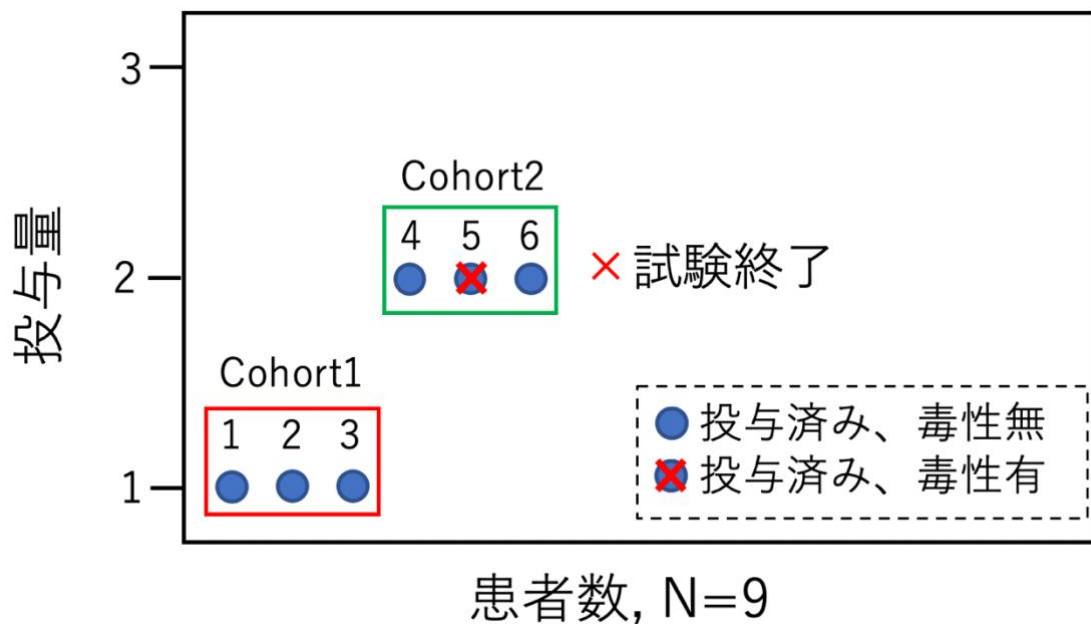 3
2
1
投与量
Cohort2
4 5 6
×試験終了
Cohort1
1 2 3
投与済み、毒性無
投与済み、毒性有
患者数, N=9